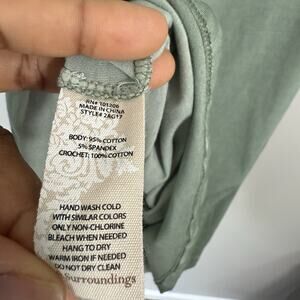 RN# 101206
MADE IN CHINA
STYLE# 2AG17
BODY: 95% COTTON
5% SPANDEX
CROCHET: 100% COTTON
HAND WASH COLD
WITH SIMILAR COLORS
ONLY NON-CHLORINE
BLEACH WHEN NEEDED
HANG TO DRY
WARM IRON IF NEEDED
DO NOT DRY CLEAN
Surroundings